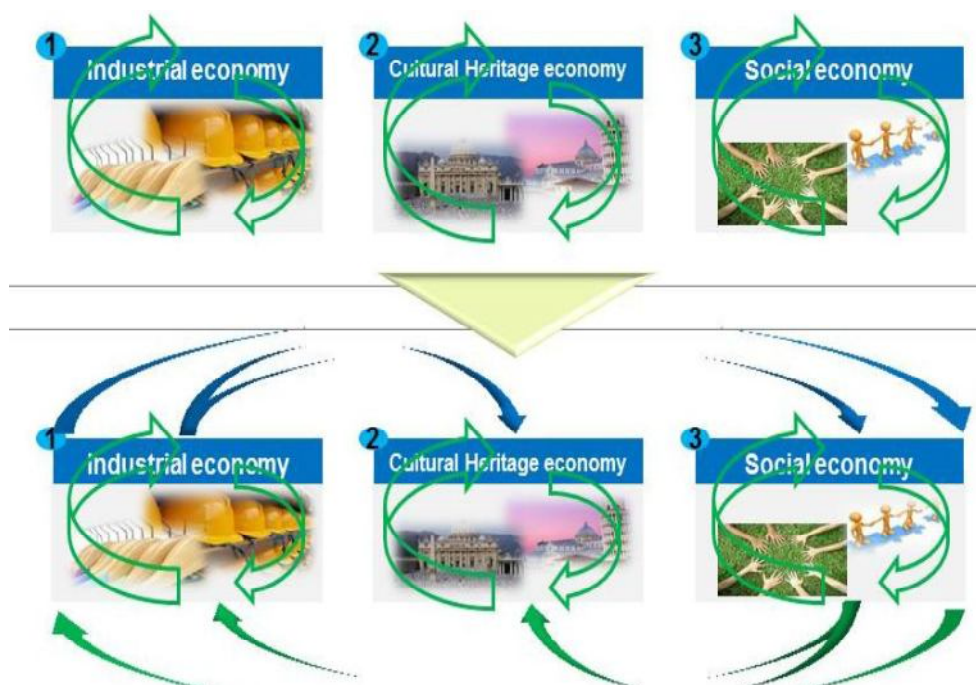 1
Industrial economy
2
Cultural Heritage economy
3
Social economy
1
Industrial economy
2
Cultural Heritage economy
3
Social economy